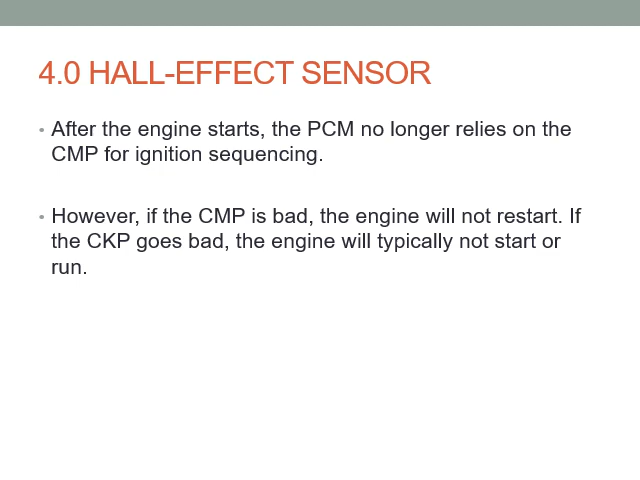 4.0 HALL-EFFECT SENSOR
• After the engine starts, the PCM no longer relies on the
CMP for ignition sequencing.
• However, if the CMP is bad, the engine will not restart. If
the CKP goes bad, the engine will typically not start or
run.